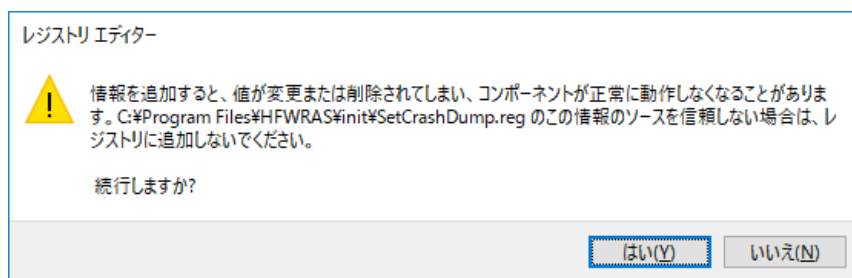 レジストリ エディター
情報を追加すると、値が変更または削除されてしまい、コンポーネントが正常に動作しなくなることがありま
す。C:¥Program Files¥HFWRAS¥init¥SetCrashDump.reg のこの情報のソースを信頼しない場合は、レ
ジストリに追加しないでください。
続行しますか?
はい(Y) いいえ(N)